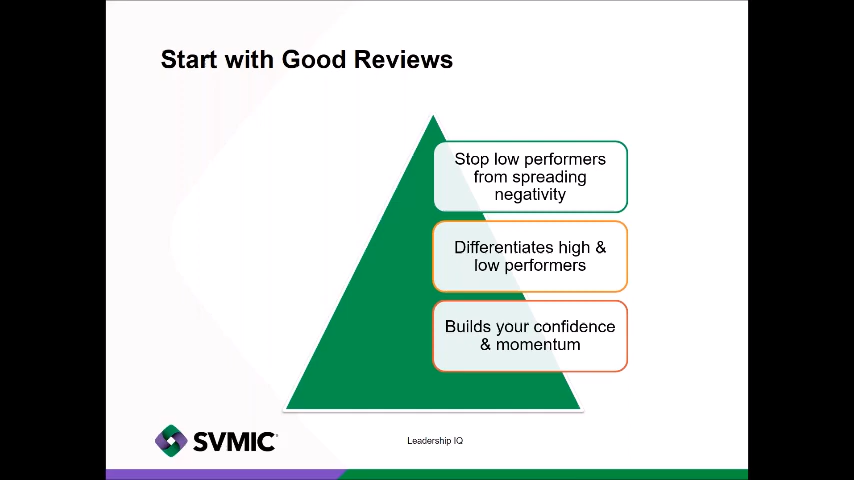 Start with Good Reviews
Stop low performers
from spreading
negativity
Differentiates high &
low performers
Builds your confidence
& momentum
SVMIC
Leadership IQ